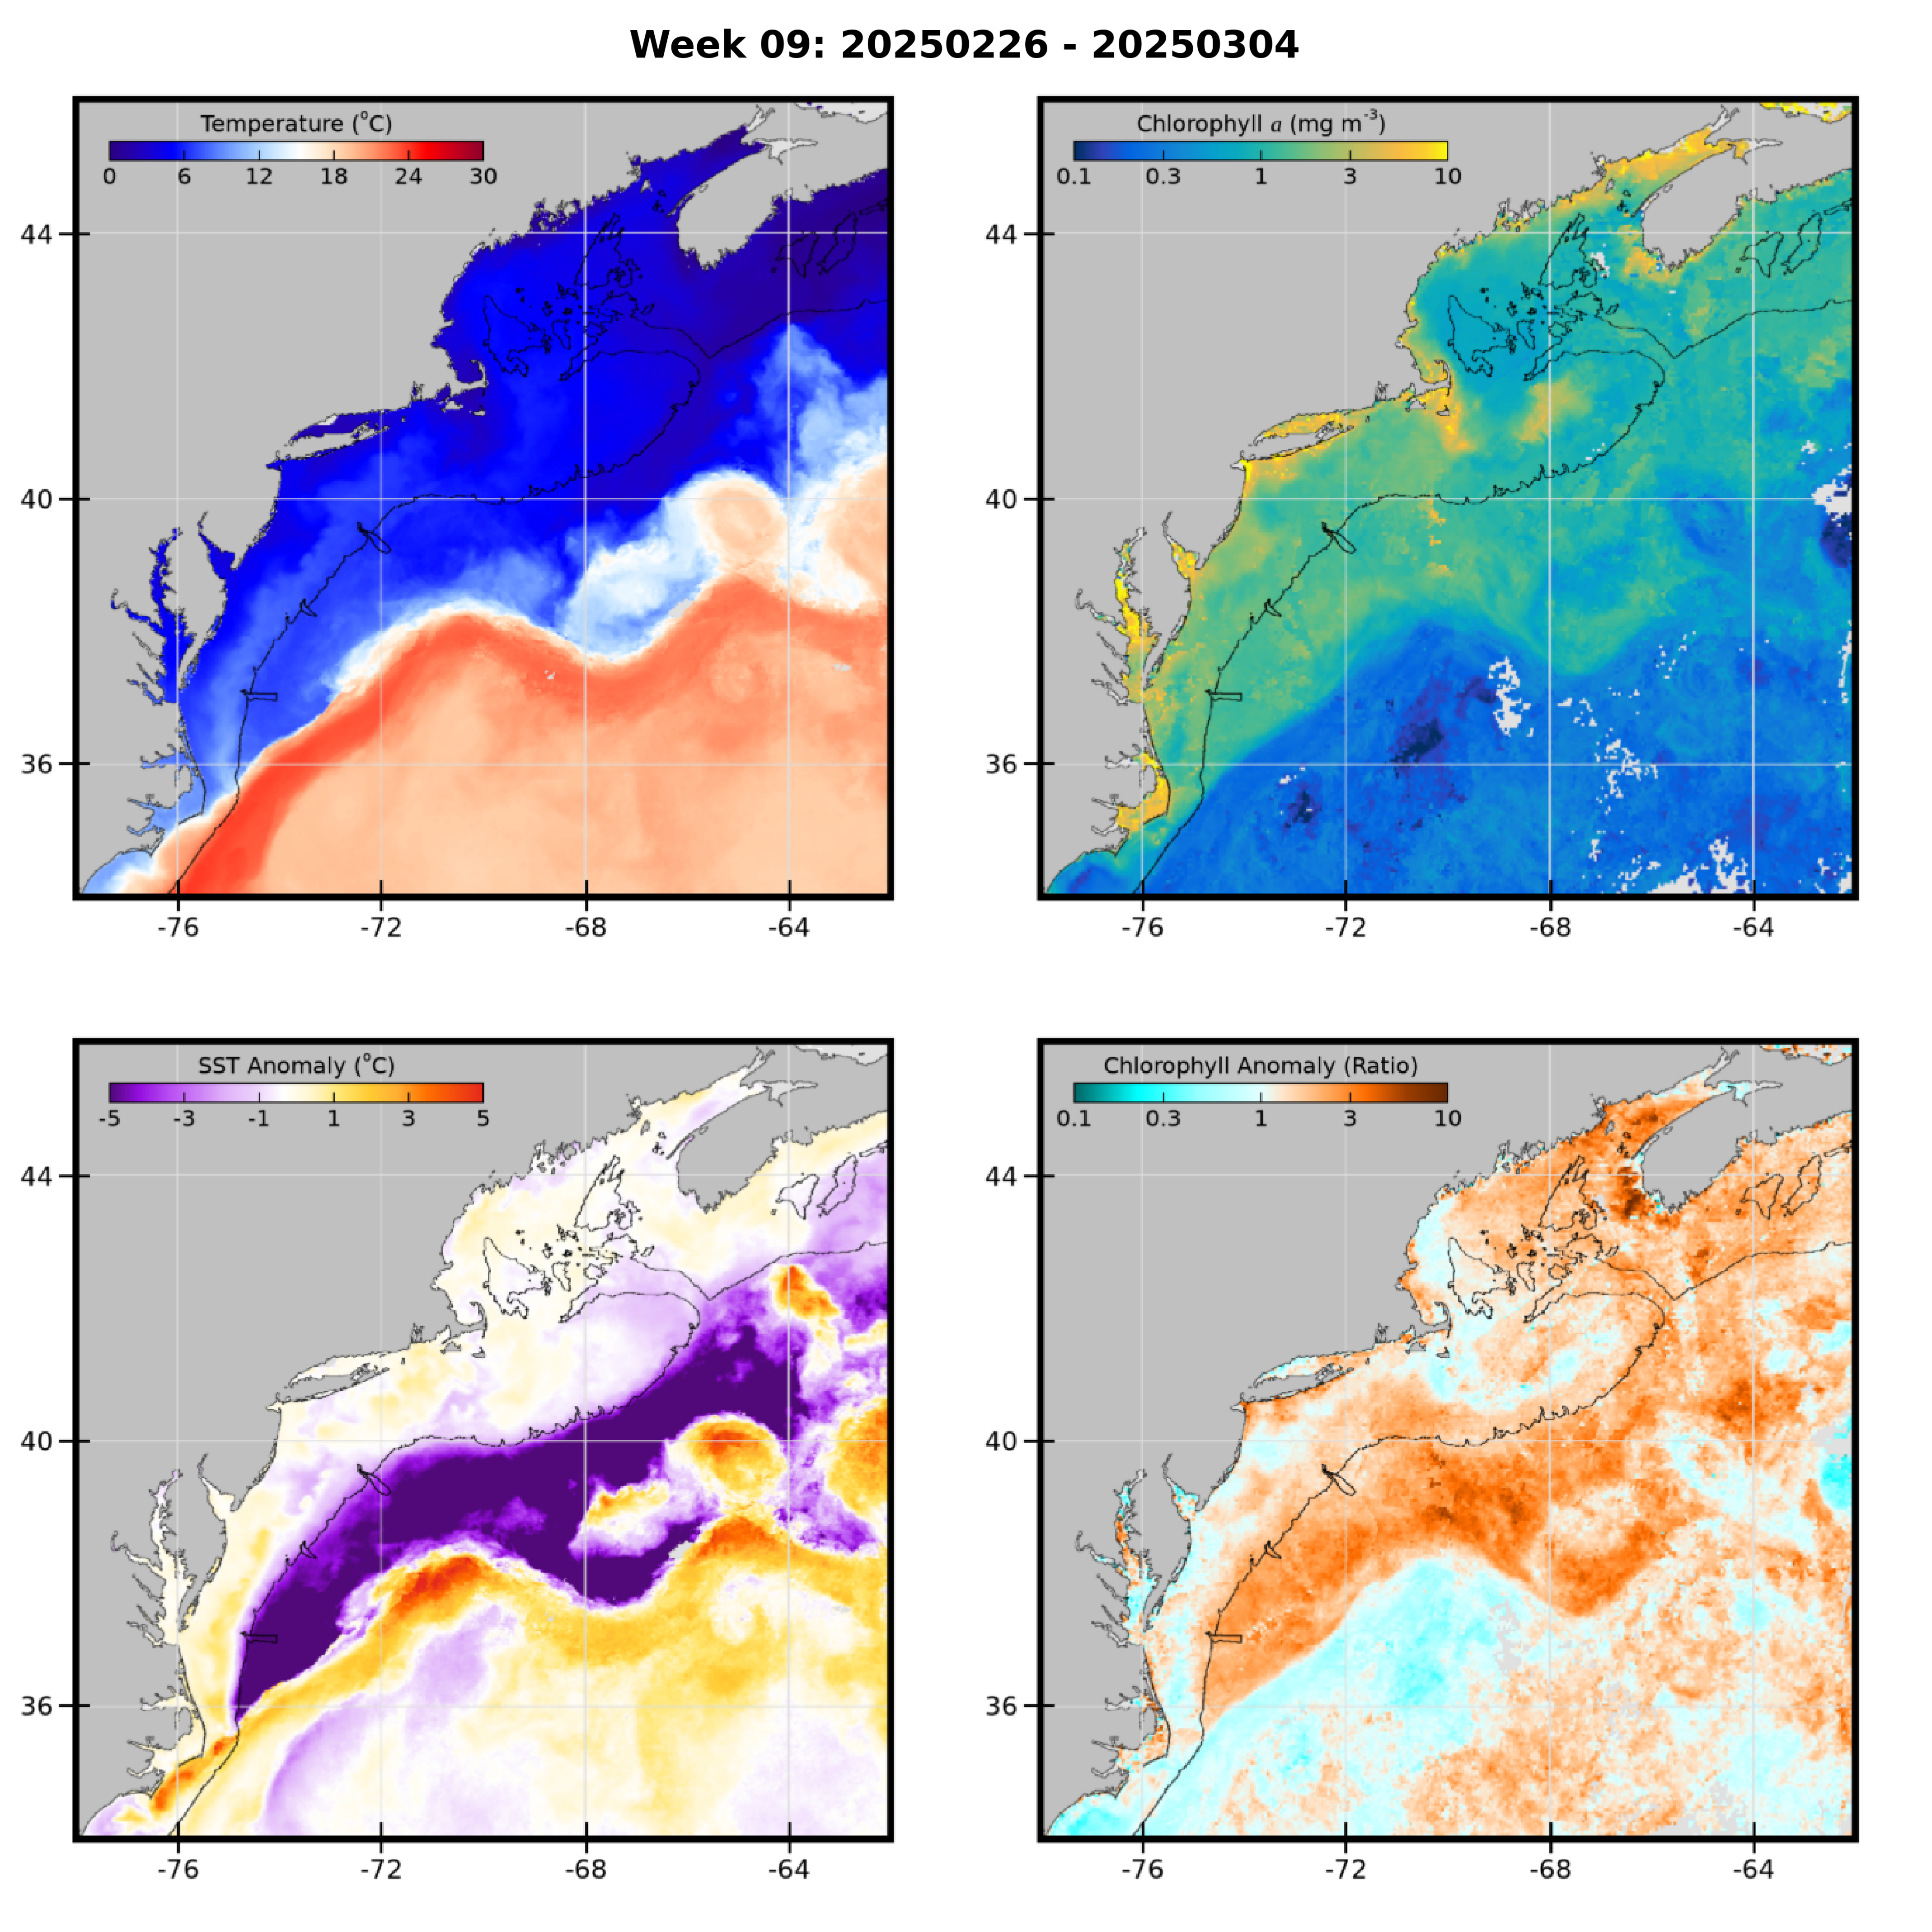 Week 09: 20250226 - 20250304
Temperature (°C)
0 6 12 18 24 30
44
40
36
-76 -72 -68 -64
Chlorophyll a (mg m⁻³)
0.1 0.3 1 3 10
44
40
36
-76 -72 -68 -64
SST Anomaly (°C)
-5 -3 -1 1 3 5
44
40
36
-76 -72 -68 -64
Chlorophyll Anomaly (Ratio)
0.1 0.3 1 3 10
44
40
36
-76 -72 -68 -64